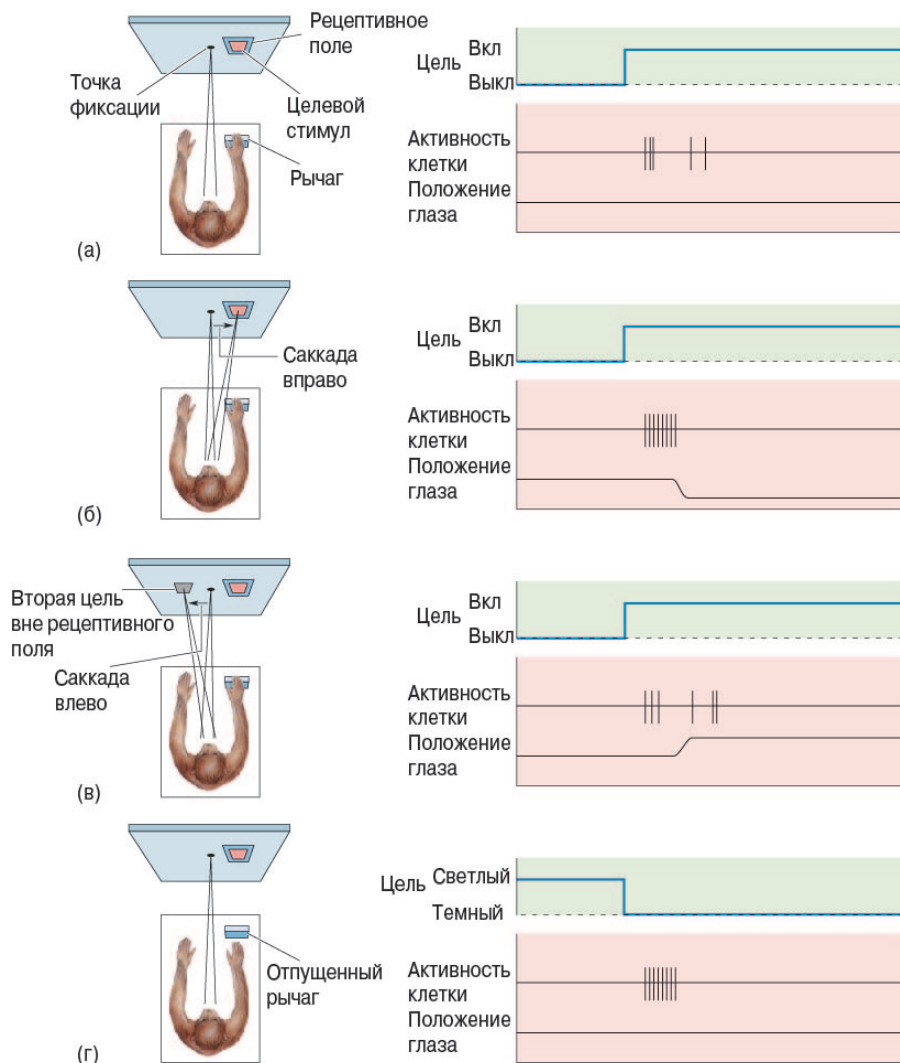 Рецептивное
поле
Точка
фиксации
Целевой
стимул
Рычаг
(а)
Цель
Вкл
Выкл
Активность
клетки
Положение
глаза
Саккада
вправо
(б)
Цель
Вкл
Выкл
Активность
клетки
Положение
глаза
Вторая цель
вне рецептивного
поля
Саккада
влево
(в)
Цель
Вкл
Выкл
Активность
клетки
Положение
глаза
Отпущенный
рычаг
(г)
Цель
Светлый
Темный
Активность
клетки
Положение
глаза